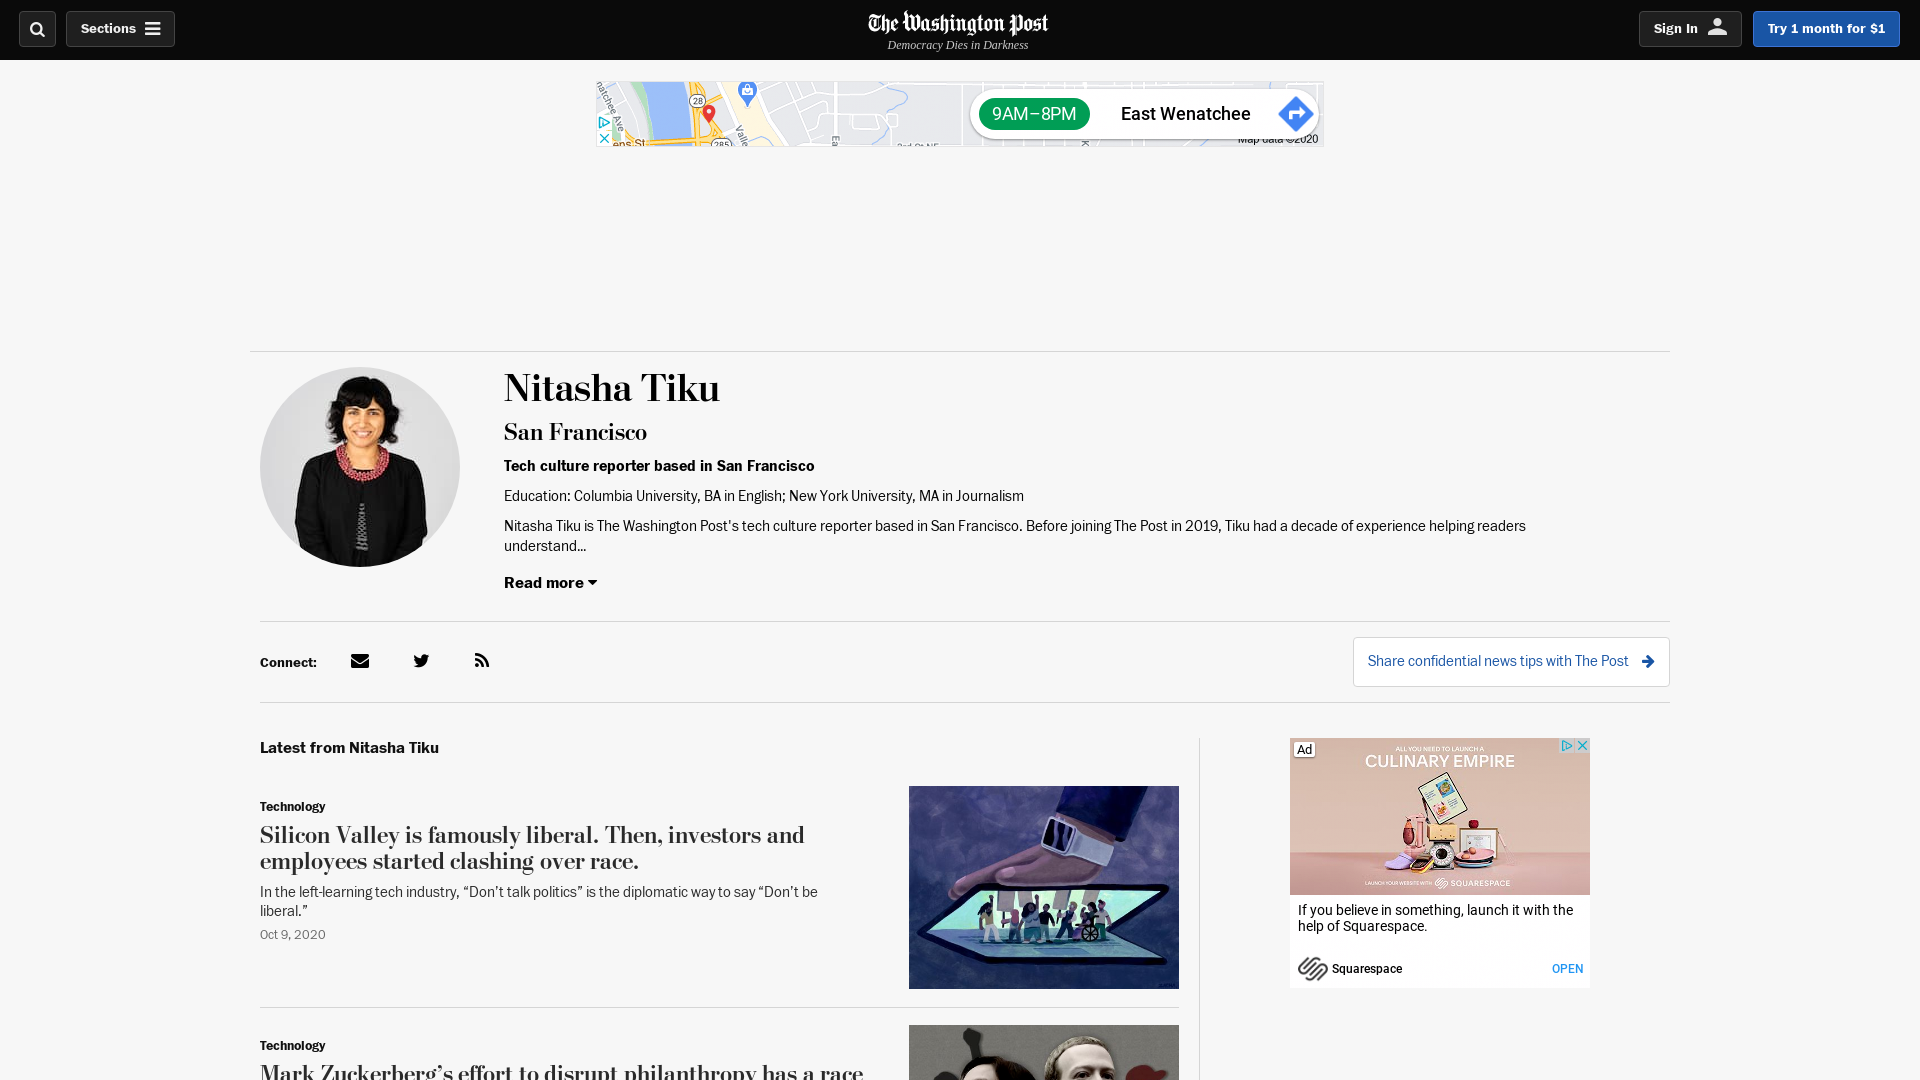 Sections
The Washington Post
Democracy Dies in Darkness
Sign In
Try 1 month for $1
28
285
9AM–8PM
East Wenatchee
Map data ©2020
Nitasha Tiku
San Francisco
Tech culture reporter based in San Francisco
Education: Columbia University, BA in English; New York University, MA in Journalism
Nitasha Tiku is The Washington Post's tech culture reporter based in San Francisco. Before joining The Post in 2019, Tiku had a decade of experience helping readers
understand...
Read more
Connect:
Share confidential news tips with The Post
Latest from Nitasha Tiku
Technology
Silicon Valley is famously liberal. Then, investors and
employees started clashing over race.
In the left-learning tech industry, “Don’t talk politics” is the diplomatic way to say “Don’t be
liberal.”
Oct 9, 2020
Technology
Mark Zuckerberg’s effort to disrupt philanthropy has a race
Ad
ALL YOU NEED TO LAUNCH A
CULINARY EMPIRE
LAUNCH YOUR WEBSITE WITH SQUARESPACE
If you believe in something, launch it with the
help of Squarespace.
Squarespace
OPEN